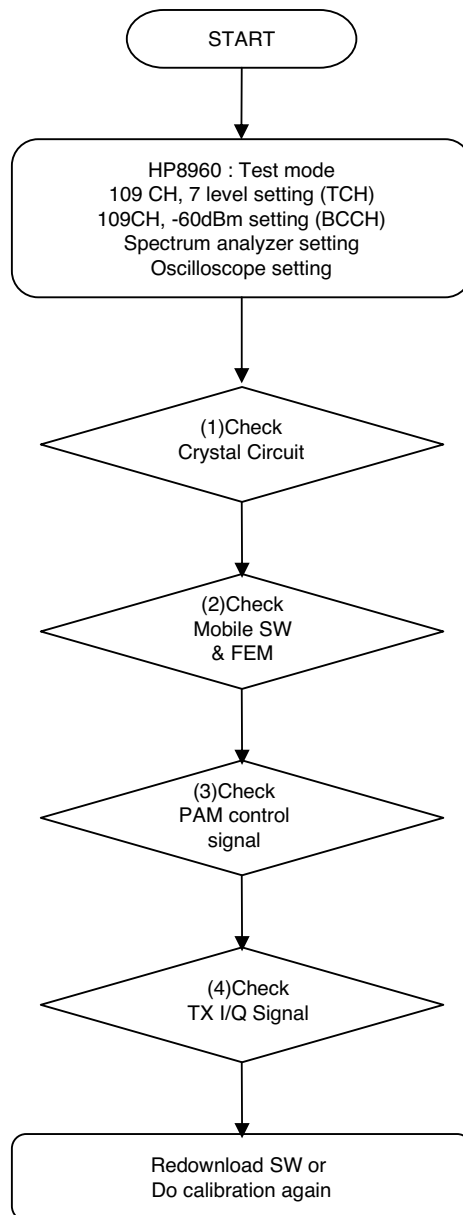 START
HP8960 : Test mode
109 CH, 7 level setting (TCH)
109CH, -60dBm setting (BCCH)
Spectrum analyzer setting
Oscilloscope setting
(1)Check
Crystal Circuit
(2)Check
Mobile SW
& FEM
(3)Check
PAM control
signal
(4)Check
TX I/Q Signal
Redownload SW or
Do calibration again